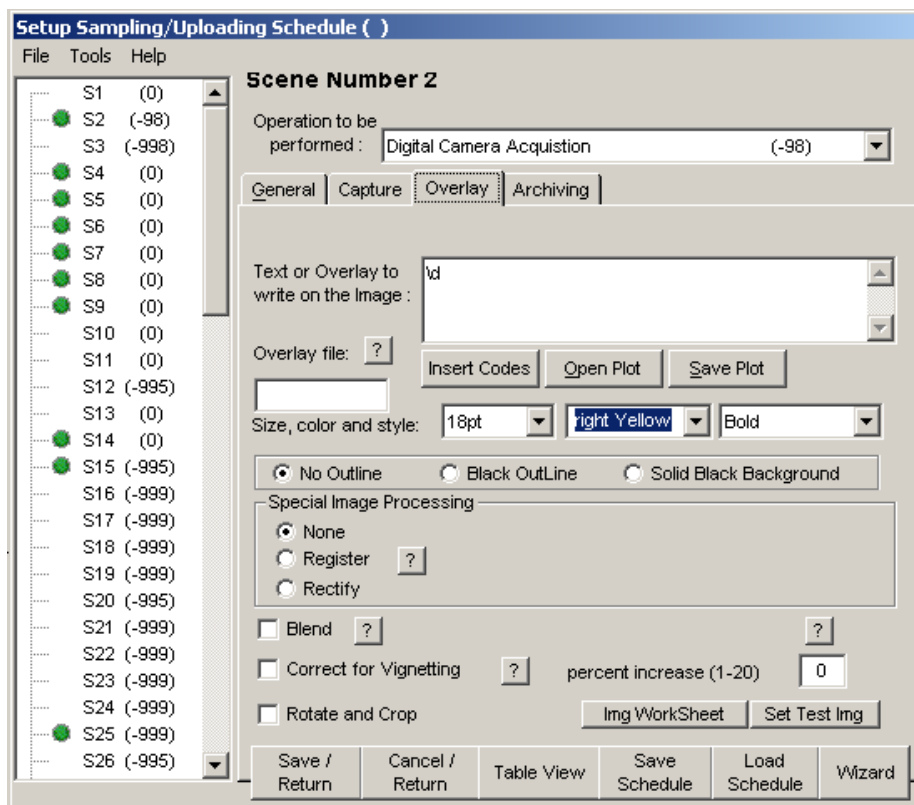 Setup Sampling/Uploading Schedule ( )
File Tools Help
S1 (0)
S2 (-98)
S3 (-998)
S4 (0)
S5 (0)
S6 (0)
S7 (0)
S8 (0)
S9 (0)
S10 (0)
S11 (0)
S12 (-995)
S13 (0)
S14 (0)
S15 (-995)
S16 (-999)
S17 (-999)
S18 (-999)
S19 (-999)
S20 (-995)
S21 (-999)
S22 (-999)
S23 (-999)
S24 (-999)
S25 (-999)
S26 (-995)
Scene Number 2
Operation to be
performed : Digital Camera Acquistion (-98)
General Capture Overlay Archiving
Text or Overlay to
write on the Image :
\d
Overlay file: ?
Insert Codes Open Plot Save Plot
Size, color and style: 18pt right Yellow Bold
No Outline Black OutLine Solid Black Background
Special Image Processing
None
Register ?
Rectify
Blend ? ?
Correct for Vignetting ? percent increase (1-20) 0
Rotate and Crop Img WorkSheet Set Test Img
Save /
Return
Cancel /
Return
Table View
Save
Schedule
Load
Schedule
Wizard